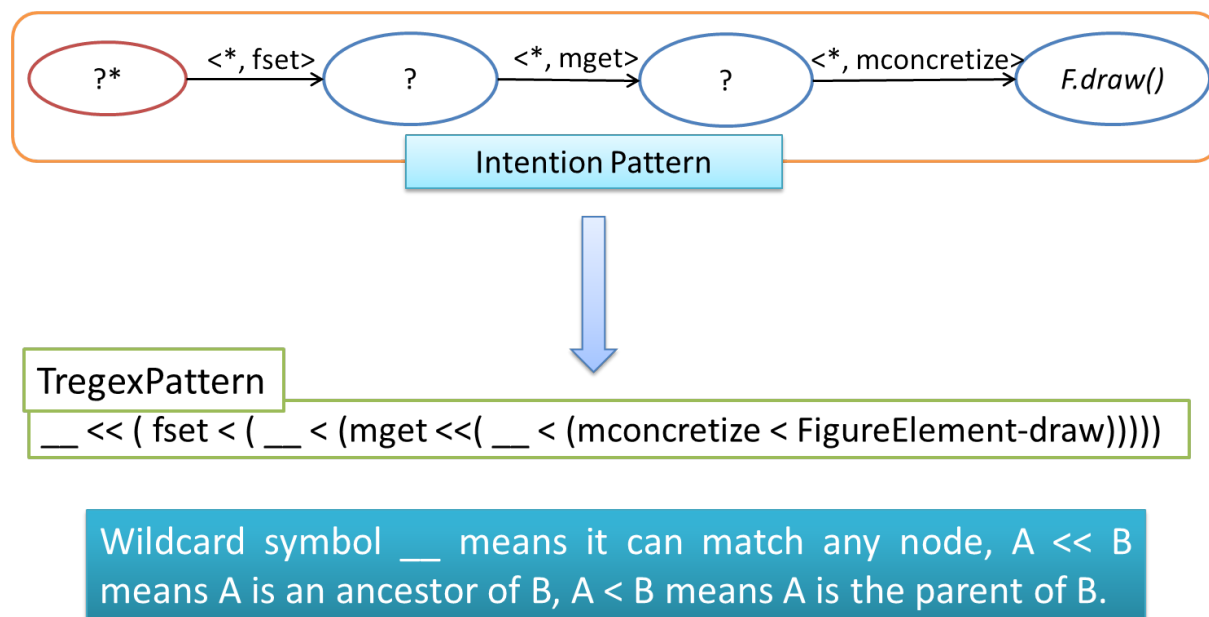 <*, fset> <*, mget> <*, mconcretize>
?* ? ? F.draw()
Intention Pattern
TregexPattern
__ << ( fset < ( __ < (mget <<( __ < (mconcretize < FigureElement-draw)))))
Wildcard symbol __ means it can match any node, A << B
means A is an ancestor of B, A < B means A is the parent of B.